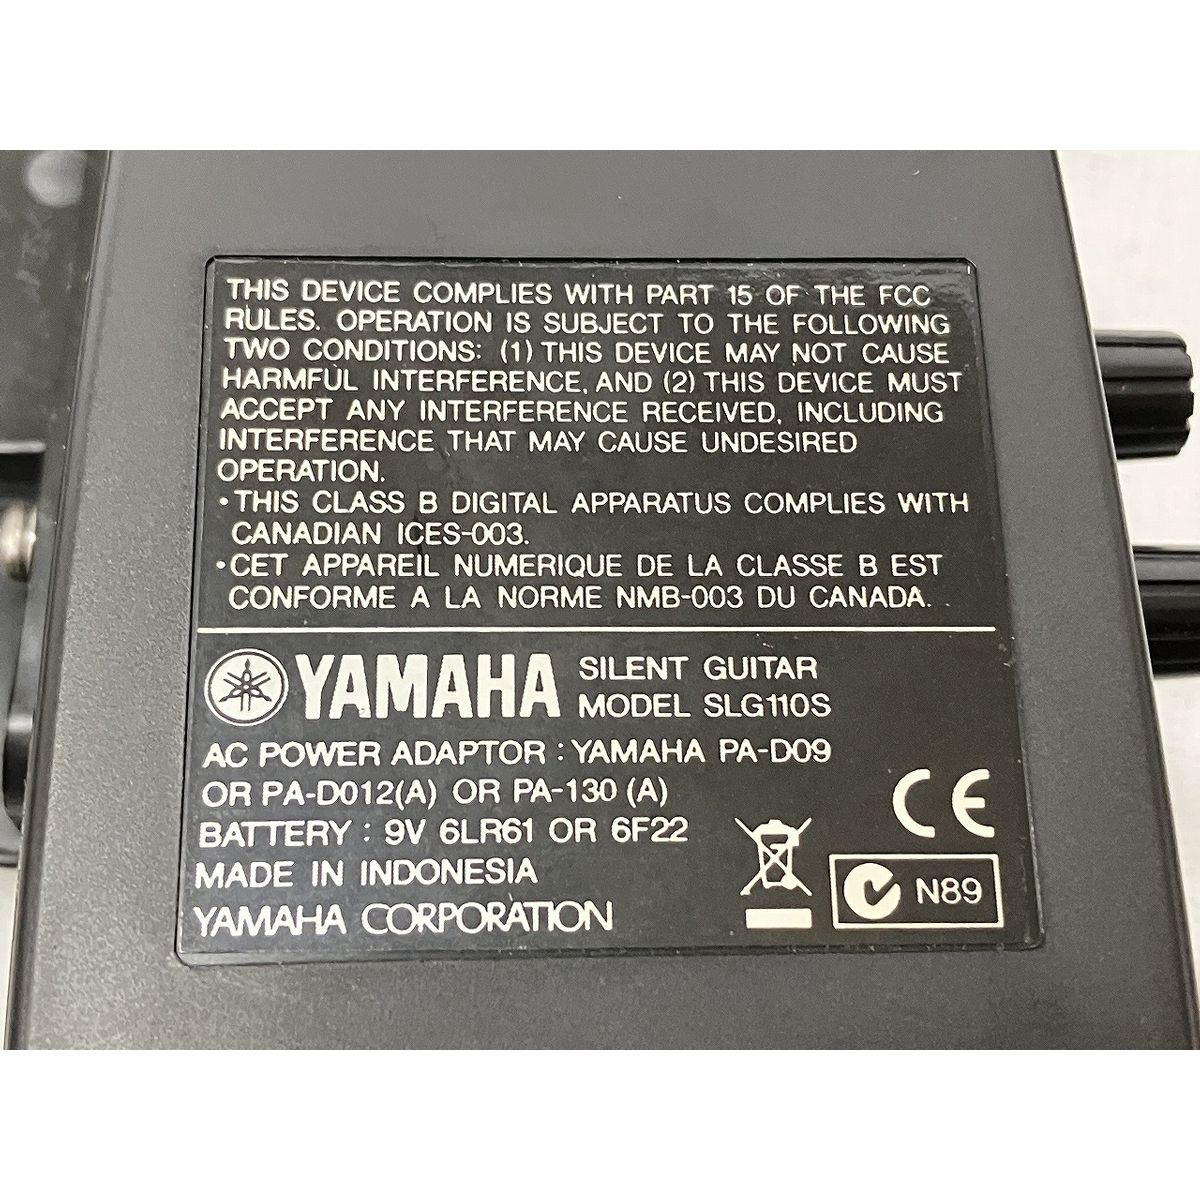 THIS DEVICE COMPLIES WITH PART 15 OF THE FCC
RULES. OPERATION IS SUBJECT TO THE FOLLOWING
TWO CONDITIONS: (1) THIS DEVICE MAY NOT CAUSE
HARMFUL INTERFERENCE, AND (2) THIS DEVICE MUST
ACCEPT ANY INTERFERENCE RECEIVED, INCLUDING
INTERFERENCE THAT MAY CAUSE UNDESIRED
OPERATION.
•THIS CLASS B DIGITAL APPARATUS COMPLIES WITH
CANADIAN ICES-003.
•CET APPAREIL NUMERIQUE DE LA CLASSE B EST
CONFORME A LA NORME NMB-003 DU CANADA.
YAMAHA
SILENT GUITAR
MODEL SLG110S
AC POWER ADAPTOR : YAMAHA PA-D09
OR PA-D012(A) OR PA-130 (A)
BATTERY : 9V 6LR61 OR 6F22
MADE IN INDONESIA
YAMAHA CORPORATION
CE
N89